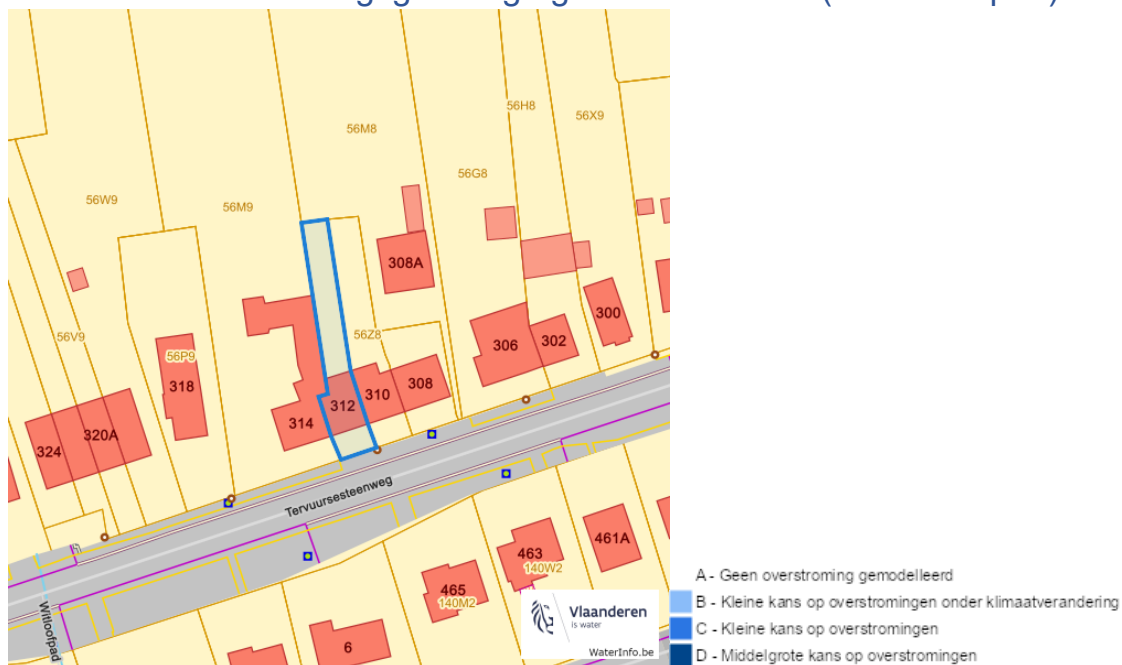 56H8
56X9
56M8
56G8
56W9
56M9
308A
300
56V9
56Z8
306
302
56P9
318
308
310
312
314
320A
324
Tervuursesteenweg
463
461A
140W2
465
140M2
6
Witloofpad
Vlaanderen
is water
WaterInfo.be
A - Geen overstroming gemodelleerd
B - Kleine kans op overstromingen onder klimaatverandering
C - Kleine kans op overstromingen
D - Middelgrote kans op overstromingen